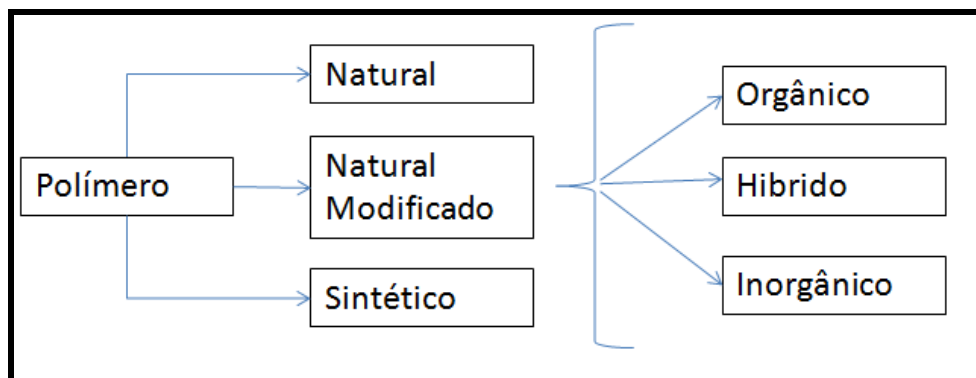 Polímero
Natural
Natural
Modificado
Sintético
Orgânico
Hibrido
Inorgânico